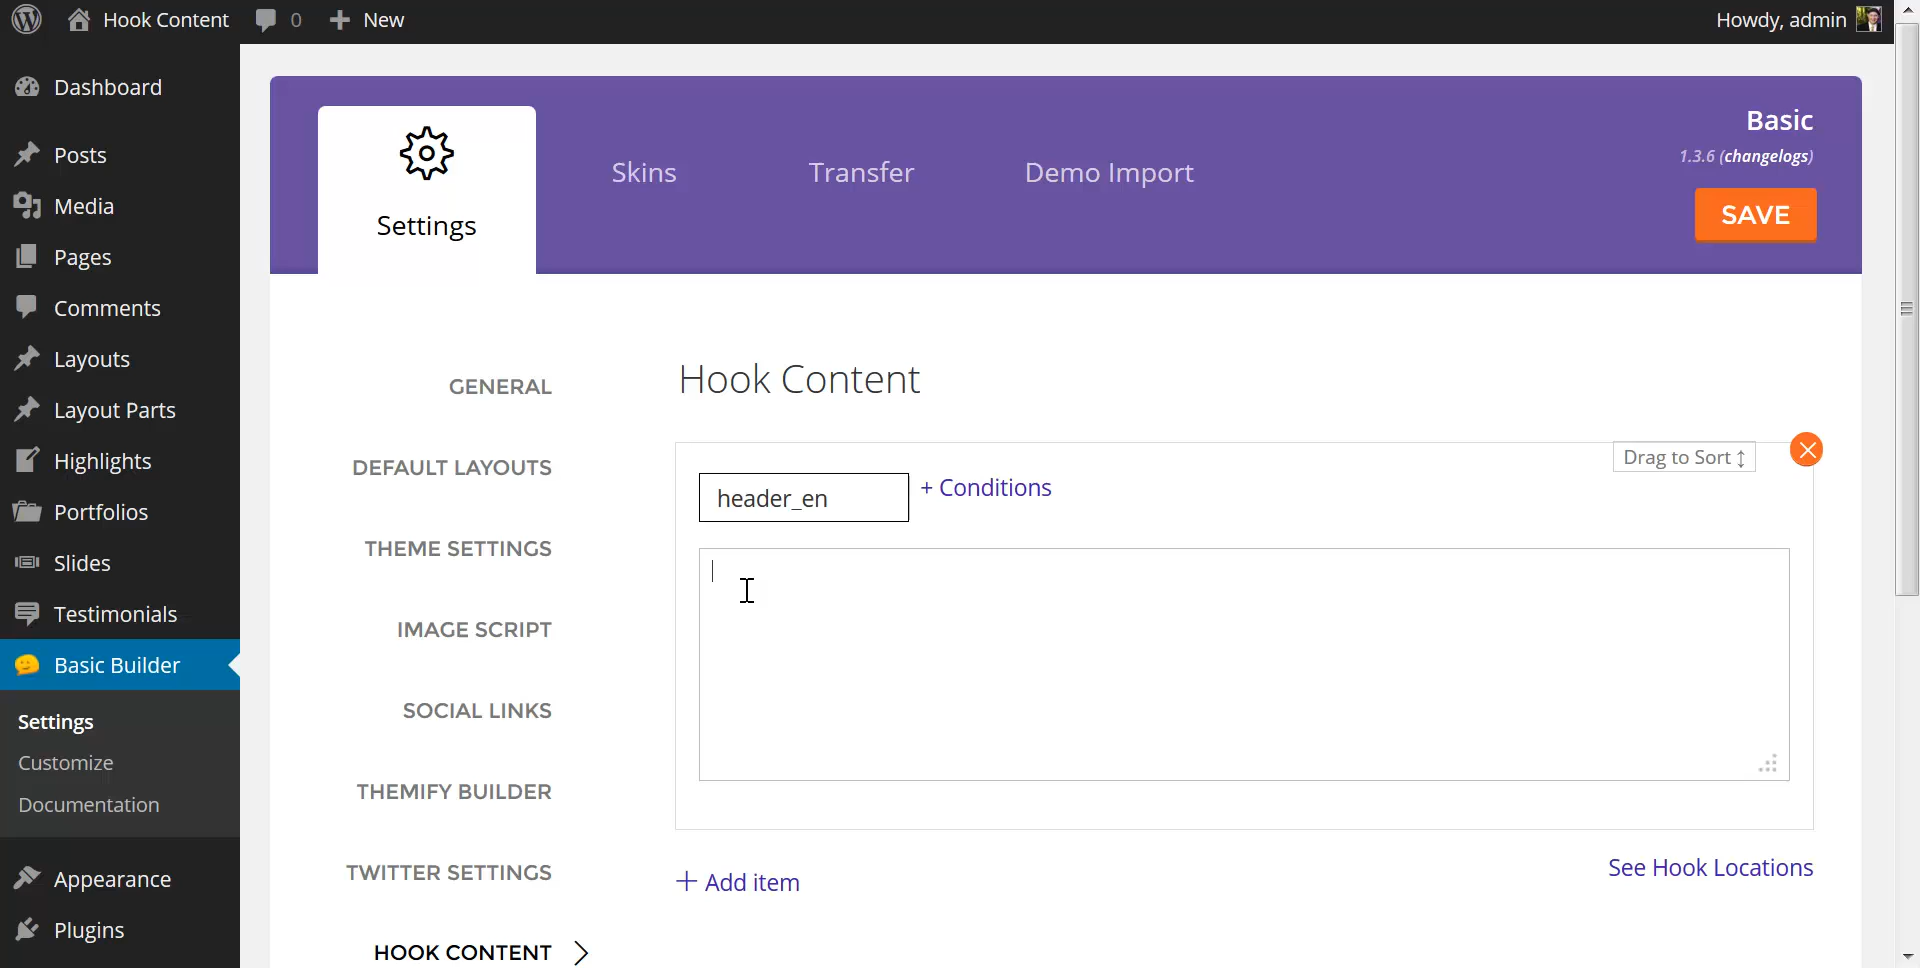 Hook Content
0
New
Howdy, admin
Dashboard
Posts
Media
Pages
Comments
Layouts
Layout Parts
Highlights
Portfolios
Slides
Testimonials
Basic Builder
Settings
Customize
Documentation
Appearance
Plugins
Settings
Skins
Transfer
Demo Import
Basic
1.3.6 (changelogs)
SAVE
GENERAL
DEFAULT LAYOUTS
THEME SETTINGS
IMAGE SCRIPT
SOCIAL LINKS
THEMIFY BUILDER
TWITTER SETTINGS
HOOK CONTENT
Hook Content
Drag to Sort ↕
header_en
+ Conditions
+ Add item
See Hook Locations